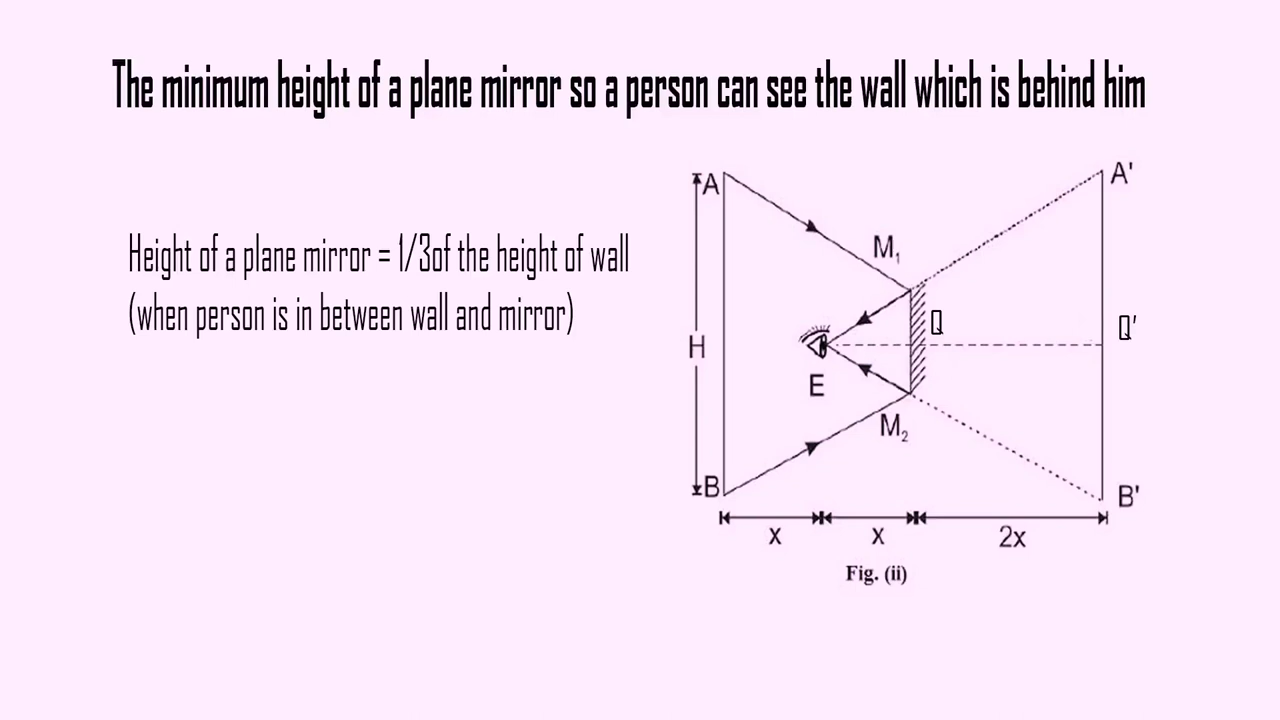 The minimum height of a plane mirror so a person can see the wall which is behind him
Height of a plane mirror = 1/3of the height of wall
(when person is in between wall and mirror)
A
A'
M₁
Q
Q'
H
E
M₂
B
B'
x
x
2x
Fig. (ii)